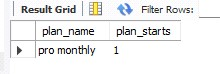 Result Grid Filter Rows:
plan_name plan_starts
pro monthly 1